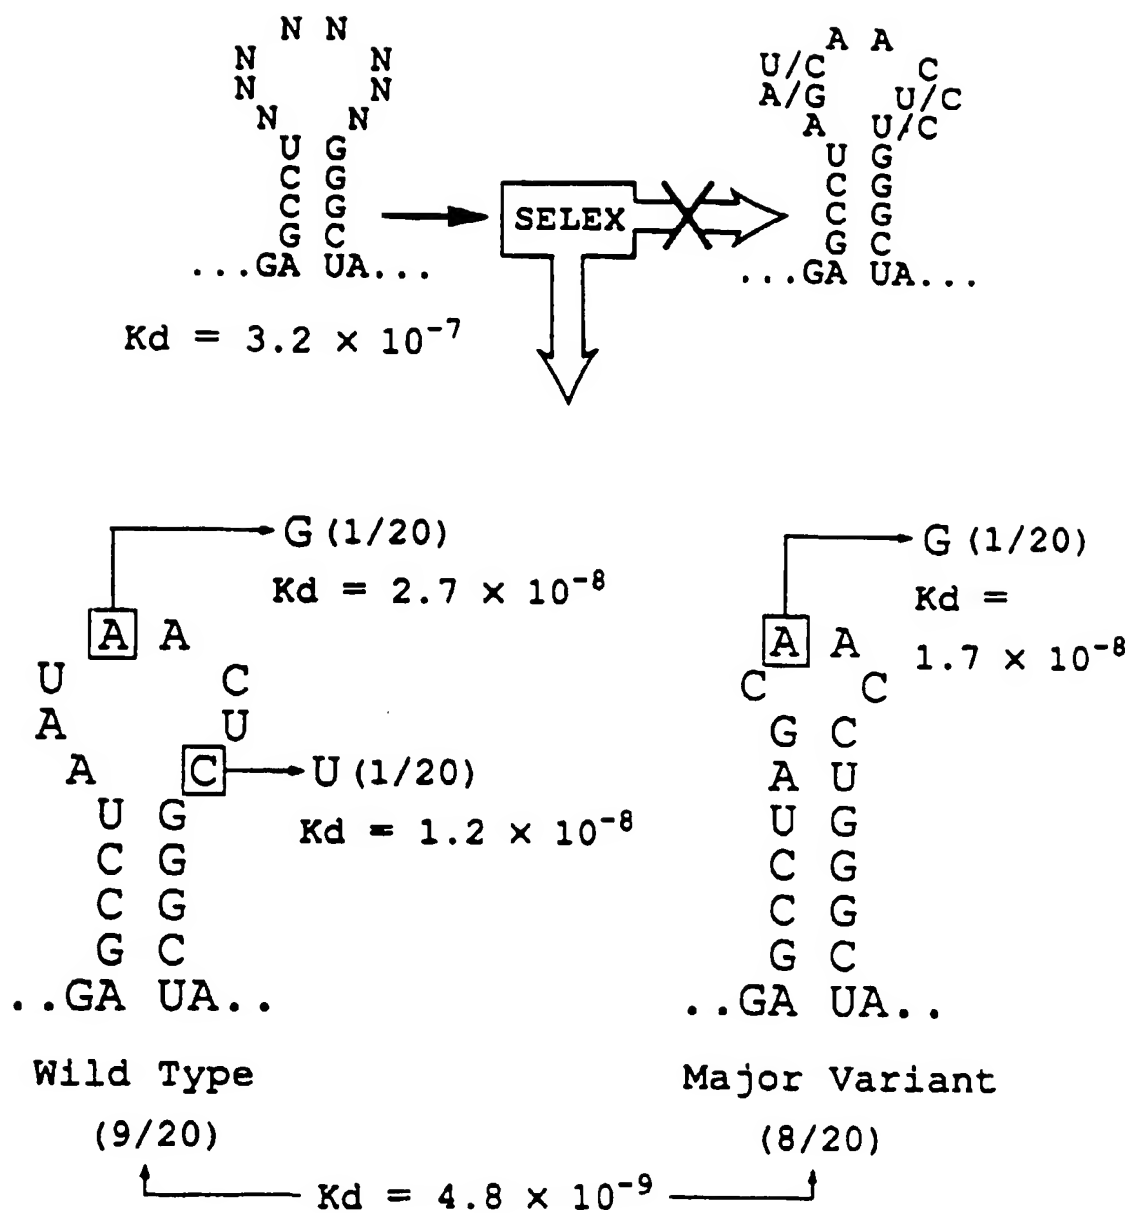 N N
N N
N N
N N
U G
C G
C G
G C
...GA UA...
Kd = 3.2 × 10⁻⁷
SELEX
A A
U/C C
A/G U/C
A U/C
U G
C G
C G
G C
...GA UA...
G (1/20)
Kd = 2.7 × 10⁻⁸
A A
U C
A U
A C U (1/20)
Kd = 1.2 × 10⁻⁸
U G
C G
C G
G C
..GA UA..
Wild Type
(9/20)
G (1/20)
Kd =
1.7 × 10⁻⁸
A A
C C
G C
A U
U G
C G
C G
G C
..GA UA..
Major Variant
(8/20)
Kd = 4.8 × 10⁻⁹